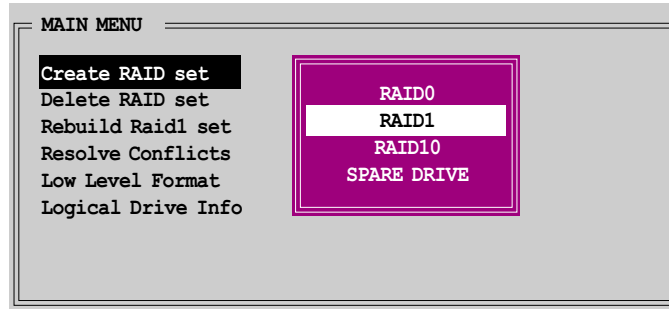 MAIN MENU
Create RAID set
Delete RAID set
Rebuild Raid1 set
Resolve Conflicts
Low Level Format
Logical Drive Info
RAID0
RAID1
RAID10
SPARE DRIVE